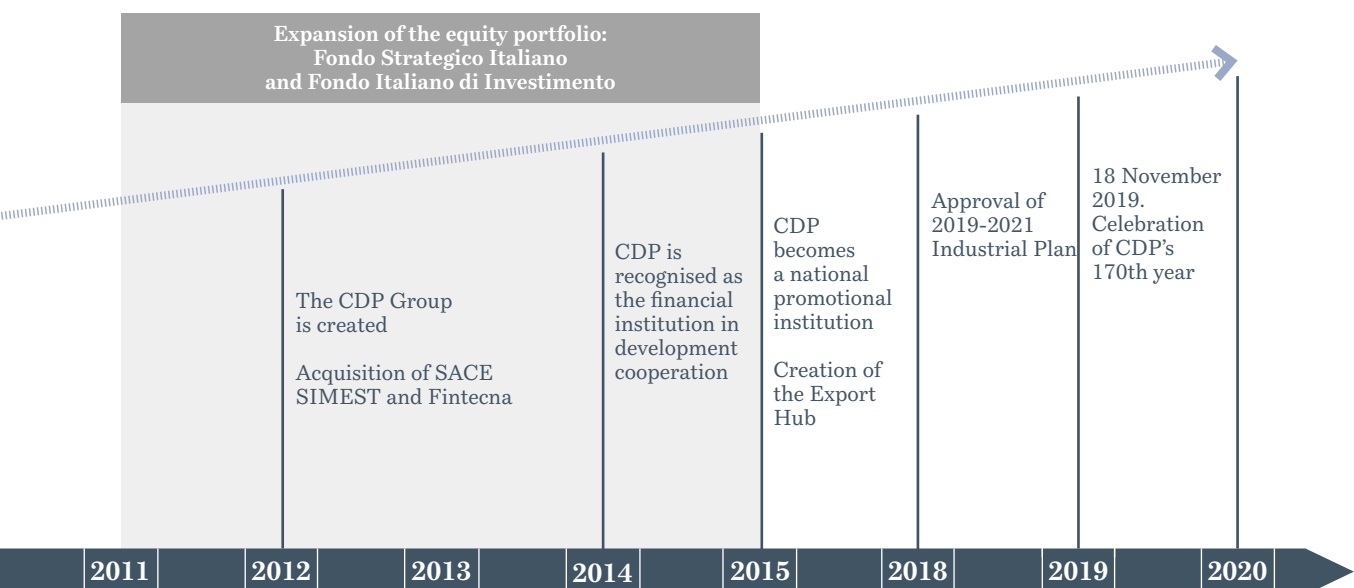 Expansion of the equity portfolio:
Fondo Strategico Italiano
and Fondo Italiano di Investimento
The CDP Group
is created
Acquisition of SACE
SIMEST and Fintecna
CDP is
recognised as
the financial
institution in
development
cooperation
CDP
becomes
a national
promotional
institution
Creation of
the Export
Hub
Approval of
2019-2021
Industrial Plan
18 November
2019.
Celebration
of CDP’s
170th year
2011
2012
2013
2014
2015
2018
2019
2020